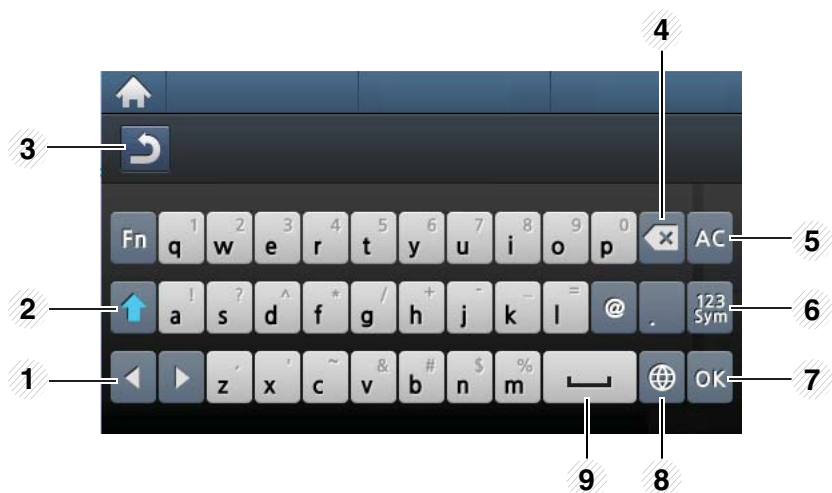 4
3
1 2 3 4 5 6 7 8 9 0
Fn q w e r t y u i o p AC 5
! ? ^ * / + - _ =
2 a s d f g h j k l @ . 123 Sym 6
´ ' ~ & # $ %
1 z x c v b n m OK 7
9 8